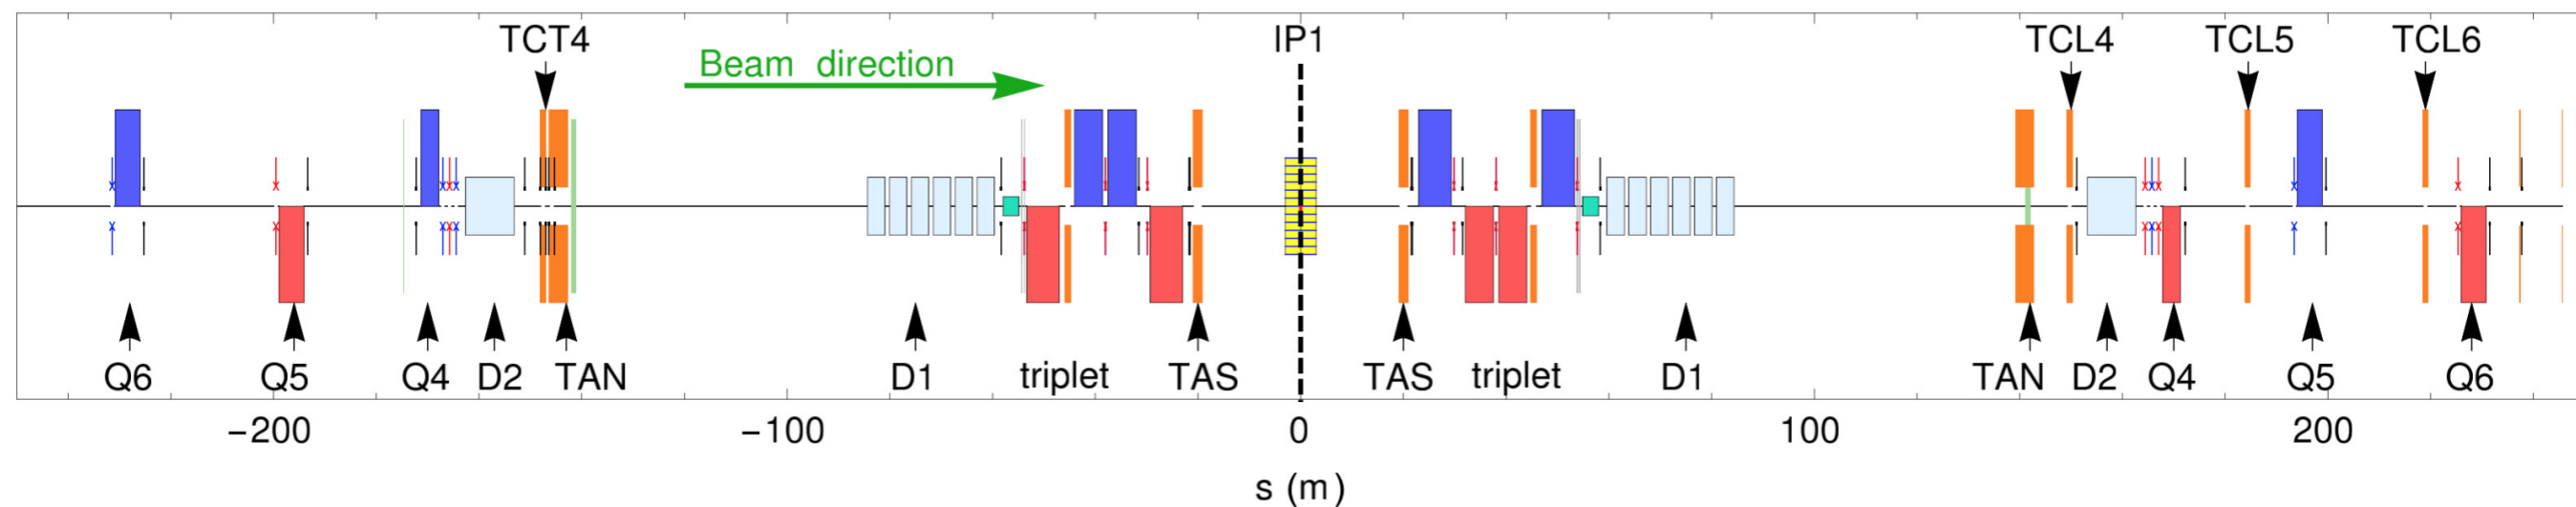 TCT4 IP1 TCL4 TCL5 TCL6
Beam direction
Q6 Q5 Q4 D2 TAN D1 triplet TAS TAS triplet D1 TAN D2 Q4 Q5 Q6
−200 −100 0 100 200
s (m)